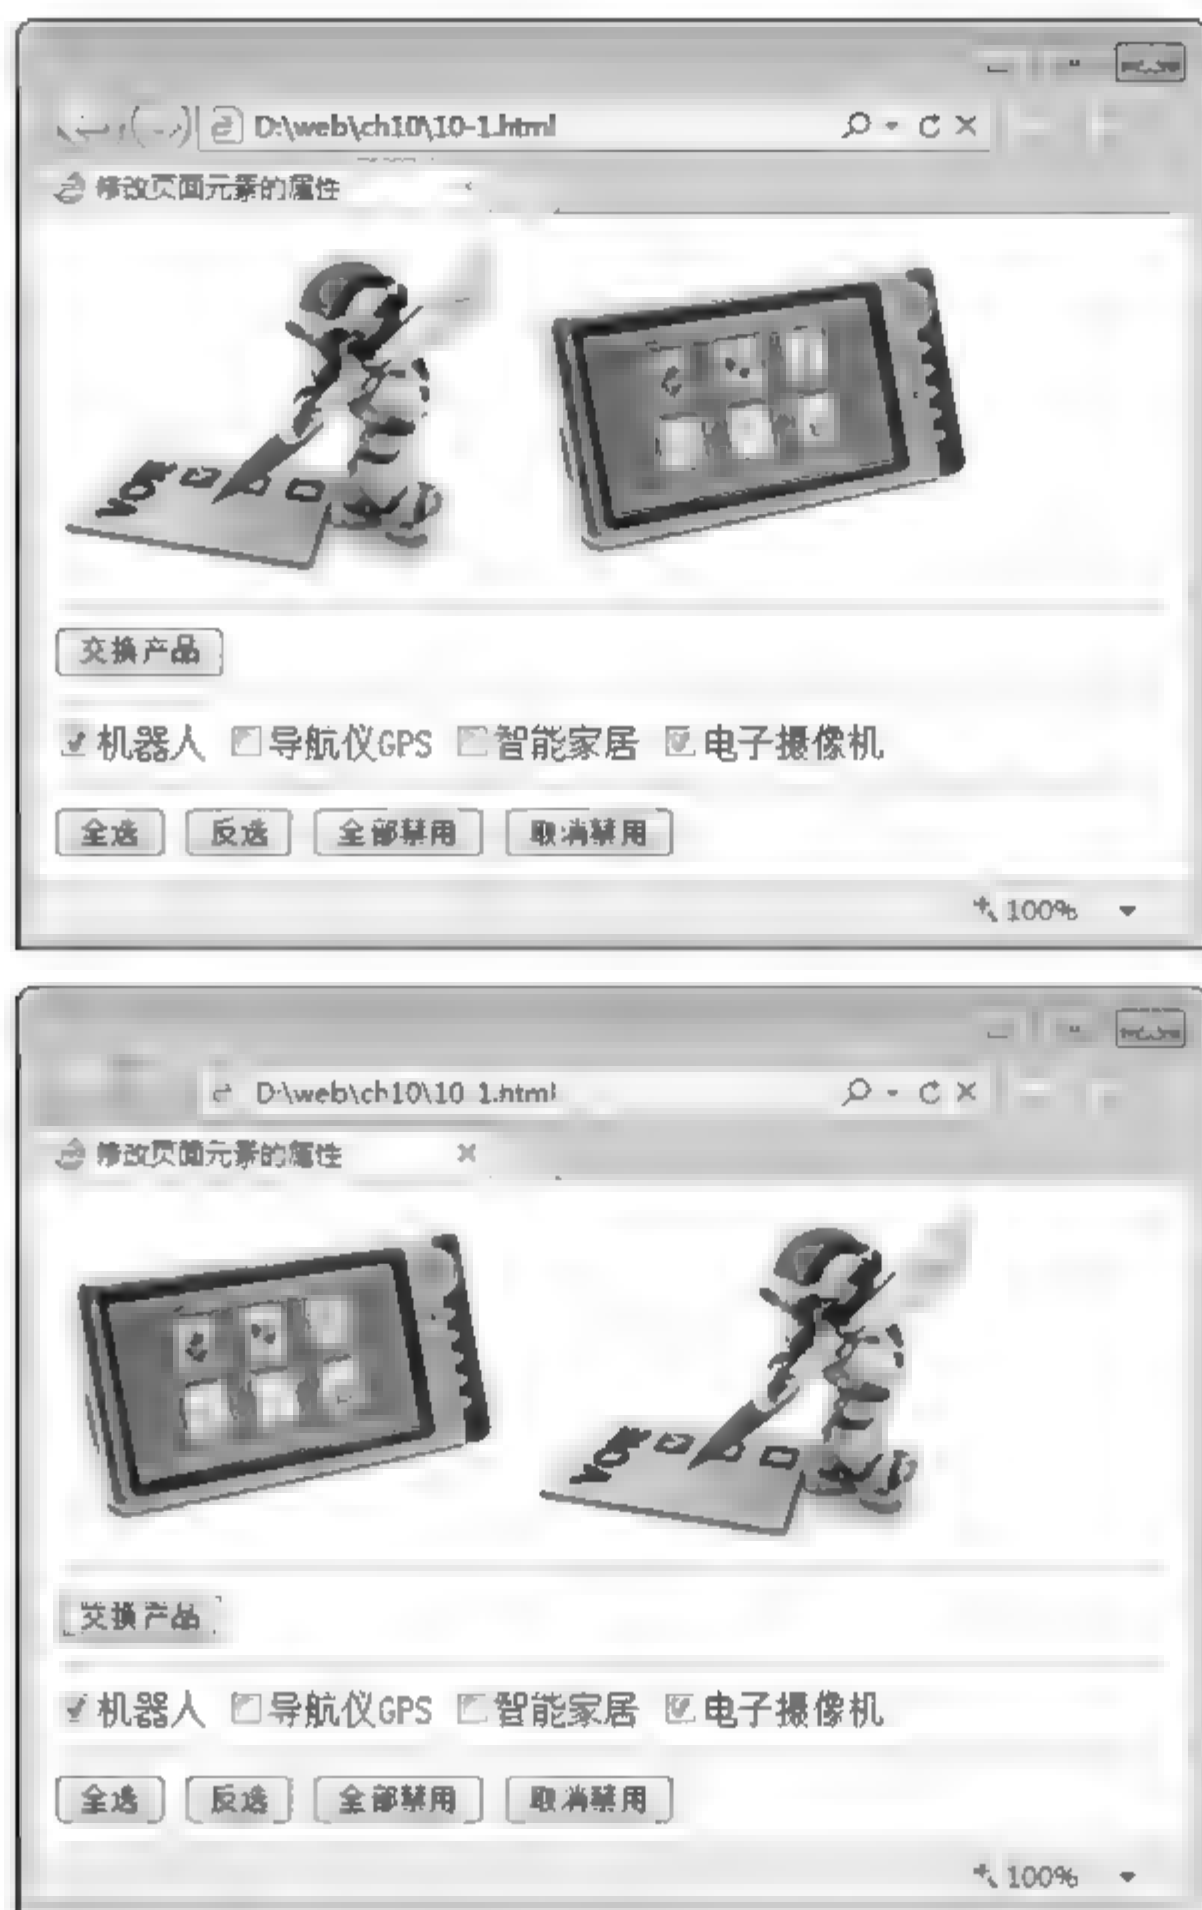 D:\web\ch10\10-1.html
修改页面元素的属性
交换产品
机器人 导航仪GPS 智能家居 电子摄像机
全选 反选 全部禁用 取消禁用
100%
D:\web\ch10\10-1.html
修改页面元素的属性
交换产品
机器人 导航仪GPS 智能家居 电子摄像机
全选 反选 全部禁用 取消禁用
100%